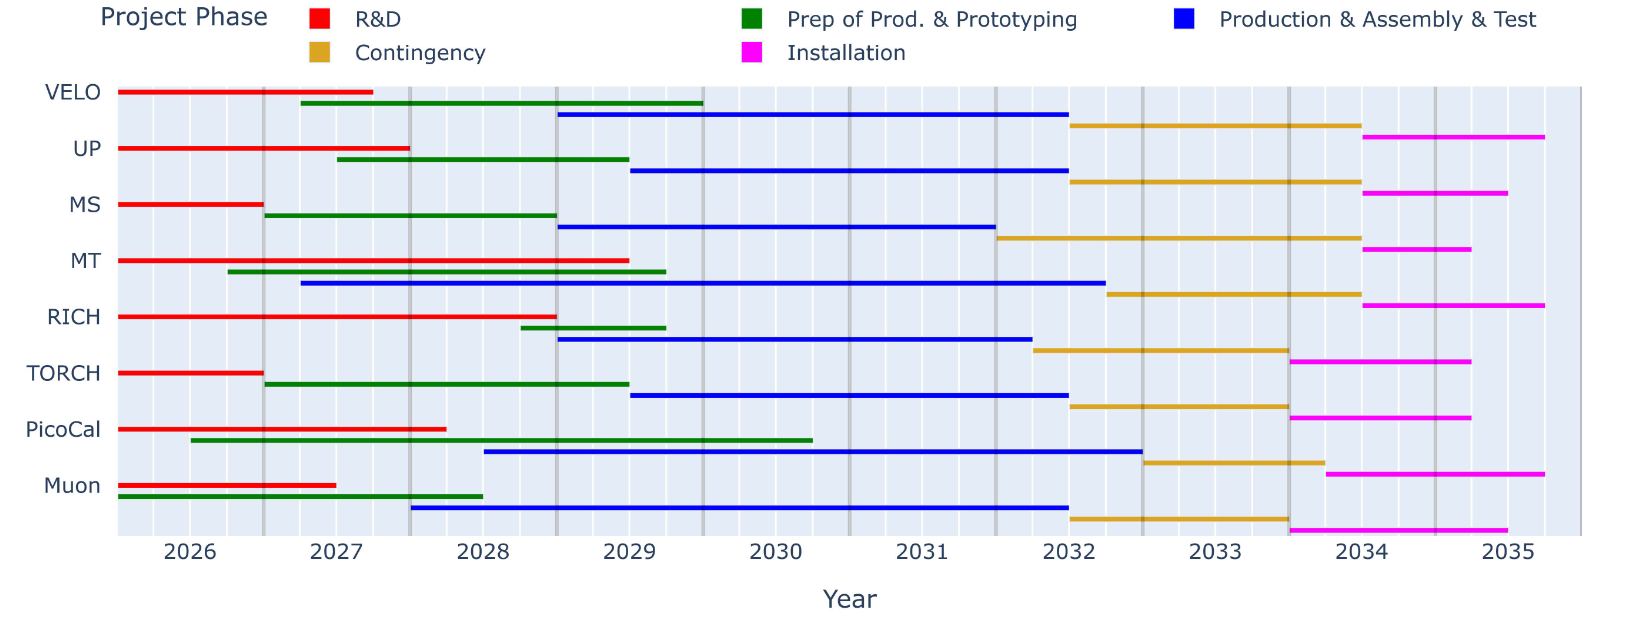 Project Phase
R&D
Prep of Prod. & Prototyping
Production & Assembly & Test
Contingency
Installation
VELO
UP
MS
MT
RICH
TORCH
PicoCal
Muon
2026 2027 2028 2029 2030 2031 2032 2033 2034 2035
Year